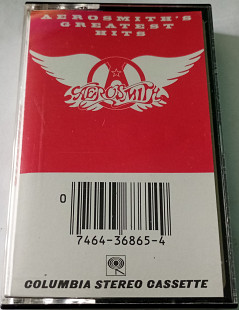 AEROSMITH'S
GREATEST
HITS
AEROSMITH
0
7464-36865-4
COLUMBIA STEREO CASSETTE